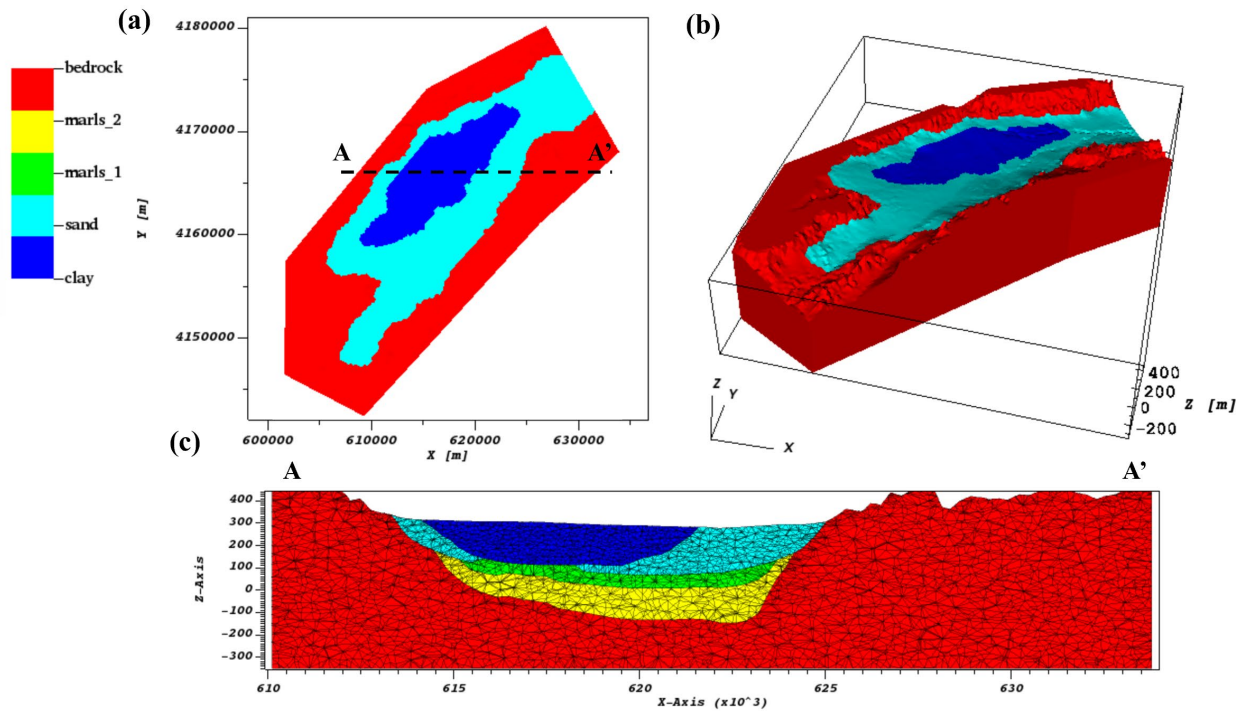 (a)
(b)
bedrock
marls_2
marls_1
sand
clay
4180000
4170000
4160000
4150000
Y [m]
A
A’
600000
610000
620000
630000
X [m]
Z
Y
X
400
200
0
-200
Z [m]
(c)
A
A’
400
300
200
100
0
-100
-200
-300
Z-Axis
610
615
620
625
630
X-Axis (x10^3)